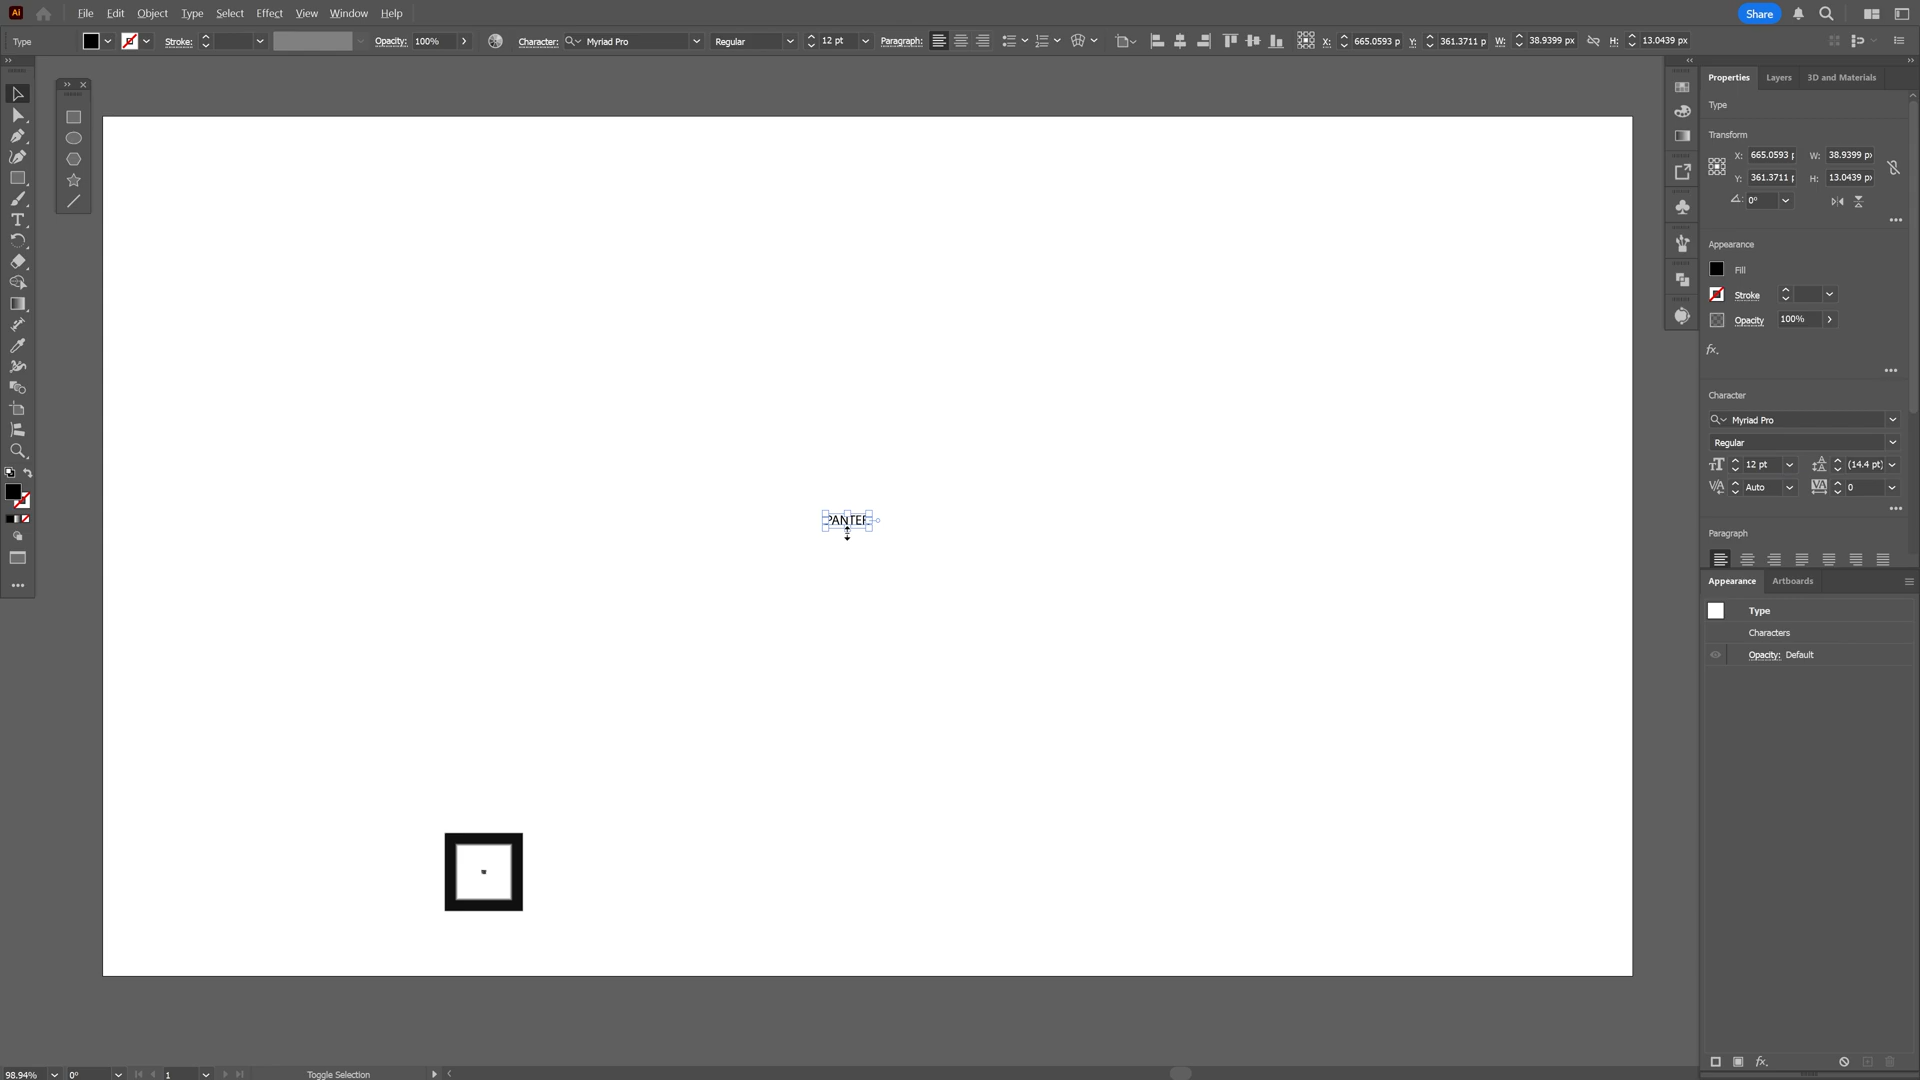 Ai File Edit Object Type Select Effect View Window Help Share
Type Stroke: Opacity: 100% Character: Myriad Pro Regular 12 pt Paragraph: X: 665.0593 p Y: 361.3711 p W: 38.9399 px H: 13.0439 px
Properties Layers 3D and Materials
Type
Transform
X: 665.0593 p W: 38.9399 px
Y: 361.3711 p H: 13.0439 px
0°
Appearance
Fill
Stroke
Opacity 100%
fx.
Character
Myriad Pro
Regular
12 pt (14.4 pt)
Auto 0
Paragraph
PANTER
Appearance Artboards
Type
Characters
Opacity: Default
fx.
98.94% 0° 1 Toggle Selection